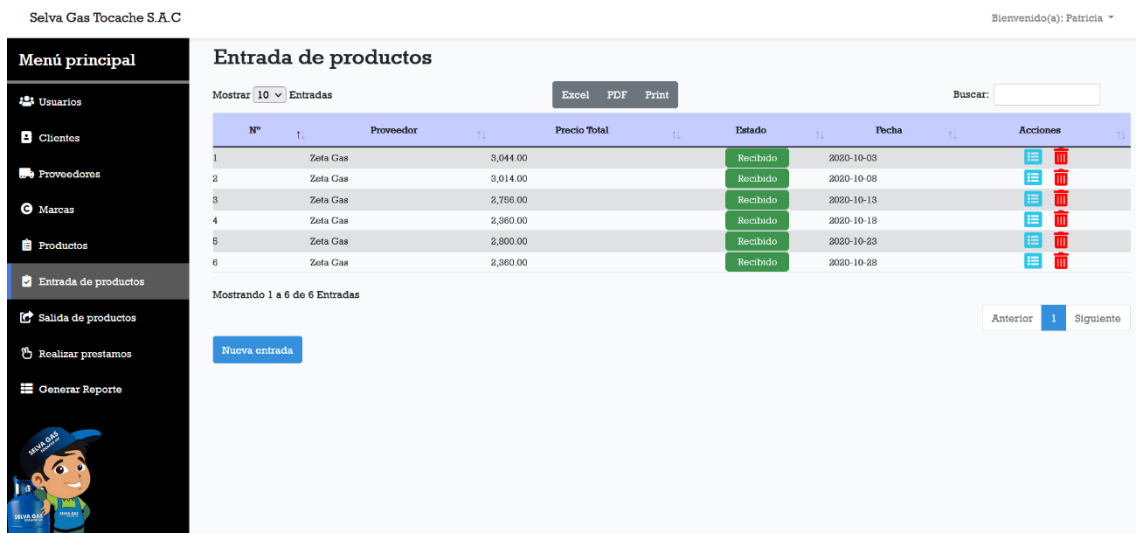 Selva Gas Tocache S.A.C
Bienvenido(a): Patricia
Menú principal
Usuarios
Clientes
Proveedores
Marcas
Productos
Entrada de productos
Salida de productos
Realizar prestamos
Generar Reporte
SELVA GAS
SELVA GAS
Entrada de productos
Mostrar 10 Entradas
Excel PDF Print
Buscar:
N° Proveedor Precio Total Estado Fecha Acciones
1 Zeta Gas 3,044.00 Recibido 2020-10-03
2 Zeta Gas 3,014.00 Recibido 2020-10-08
3 Zeta Gas 2,756.00 Recibido 2020-10-13
4 Zeta Gas 2,360.00 Recibido 2020-10-18
5 Zeta Gas 2,800.00 Recibido 2020-10-23
6 Zeta Gas 2,360.00 Recibido 2020-10-28
Mostrando 1 a 6 de 6 Entradas
Anterior 1 Siguiente
Nueva entrada